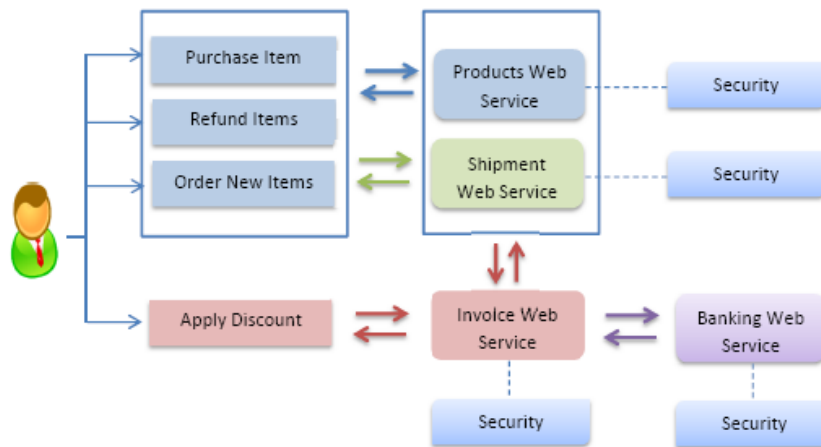 Purchase Item
Products Web
Service
Security
Refund Items
Order New Items
Shipment
Web Service
Security
Apply Discount
Invoice Web
Service
Banking Web
Service
Security
Security